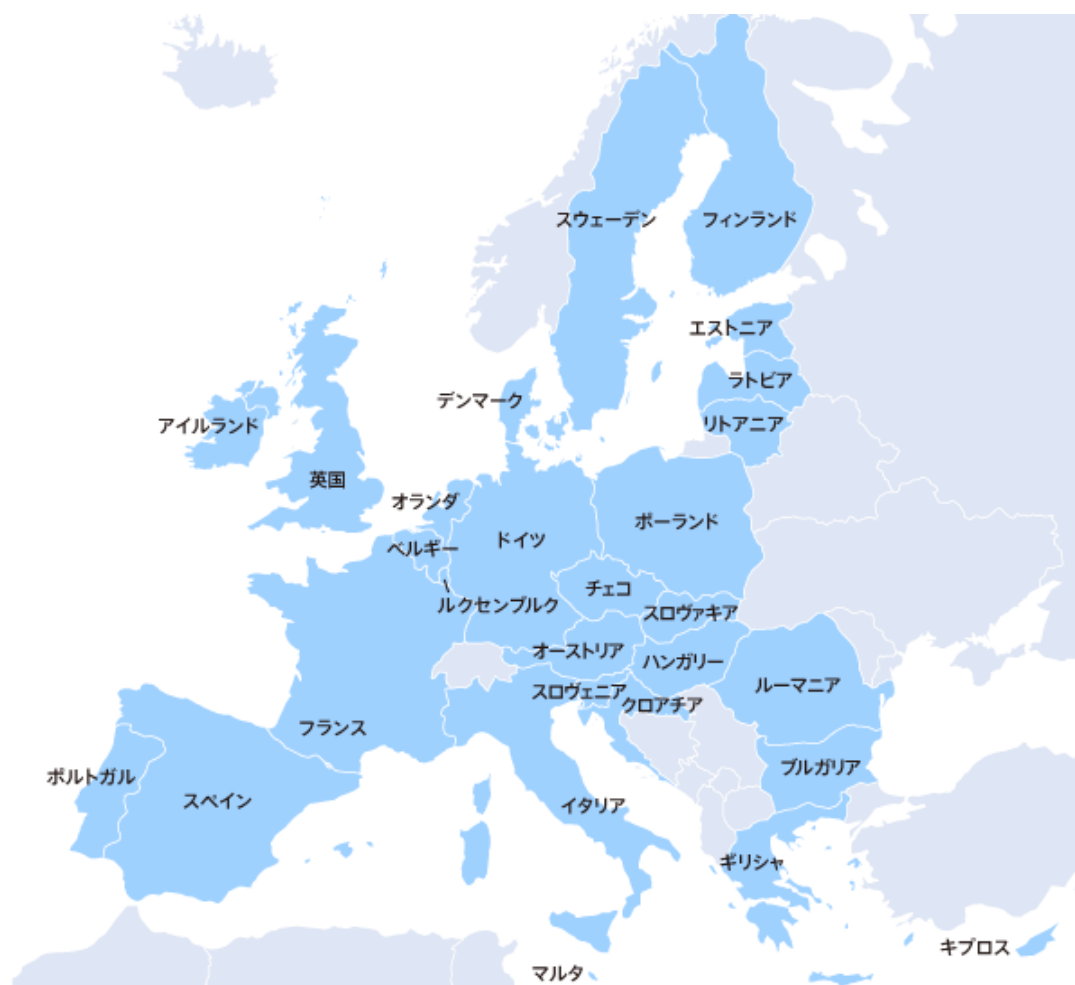 スウェーデン
フィンランド
エストニア
ラトビア
デンマーク
リトアニア
アイルランド
英国
オランダ
ポーランド
ドイツ
ベルギー
チェコ
ルクセンブルク
スロヴァキア
オーストリア
ハンガリー
ルーマニア
スロヴェニア
クロアチア
フランス
ブルガリア
ポルトガル
スペイン
イタリア
ギリシャ
キプロス
マルタ